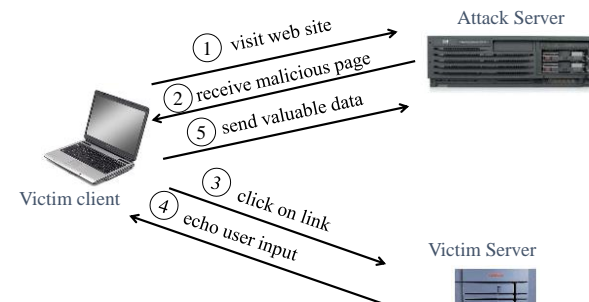 Attack Server
1 visit web site
2 receive malicious page
5 send valuable data
Victim client
3 click on link
4 echo user input
Victim Server